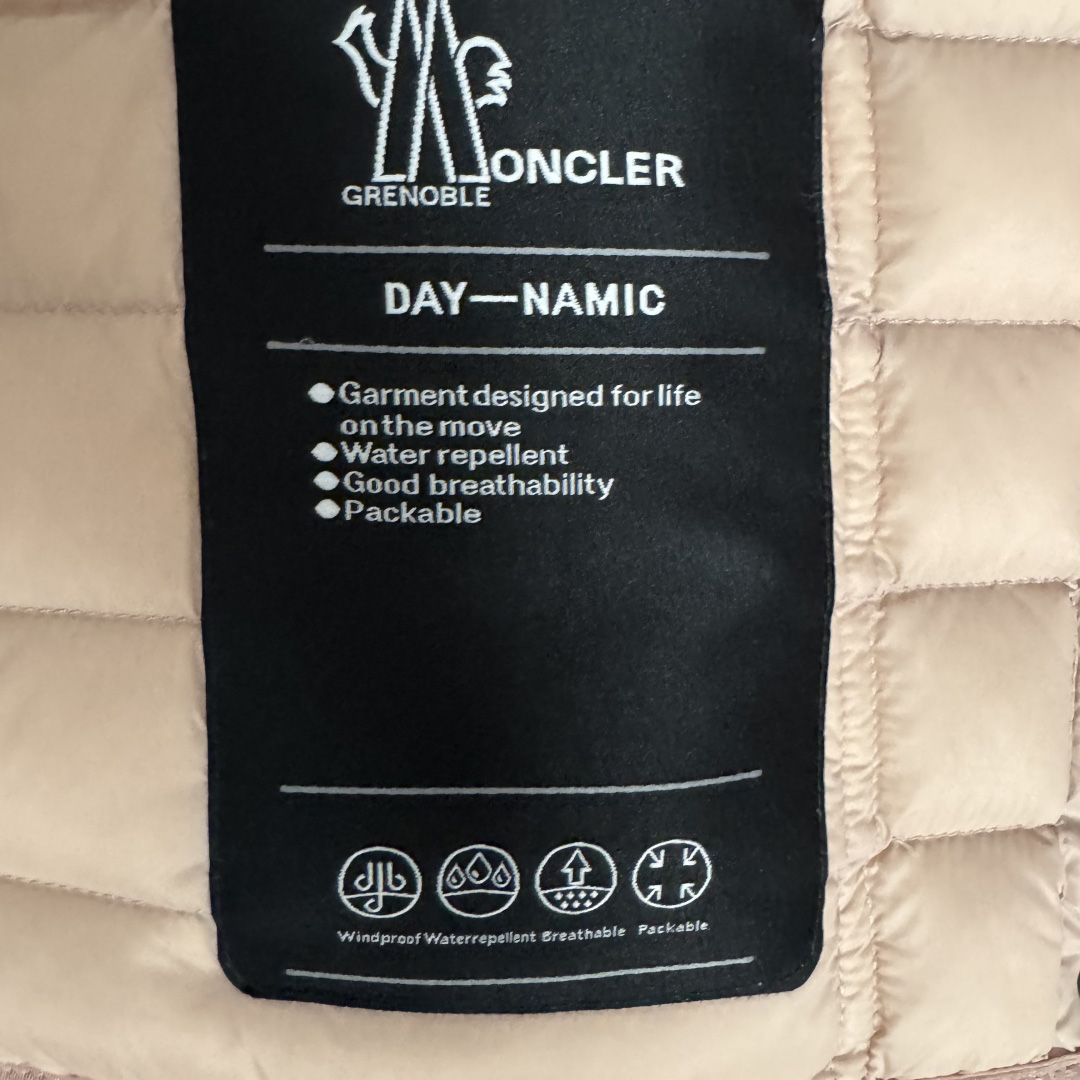 MONCLER
GRENOBLE
DAY—NAMIC
●Garment designed for life
on the move
●Water repellent
●Good breathability
●Packable
Windproof Waterrepellent Breathable Packable